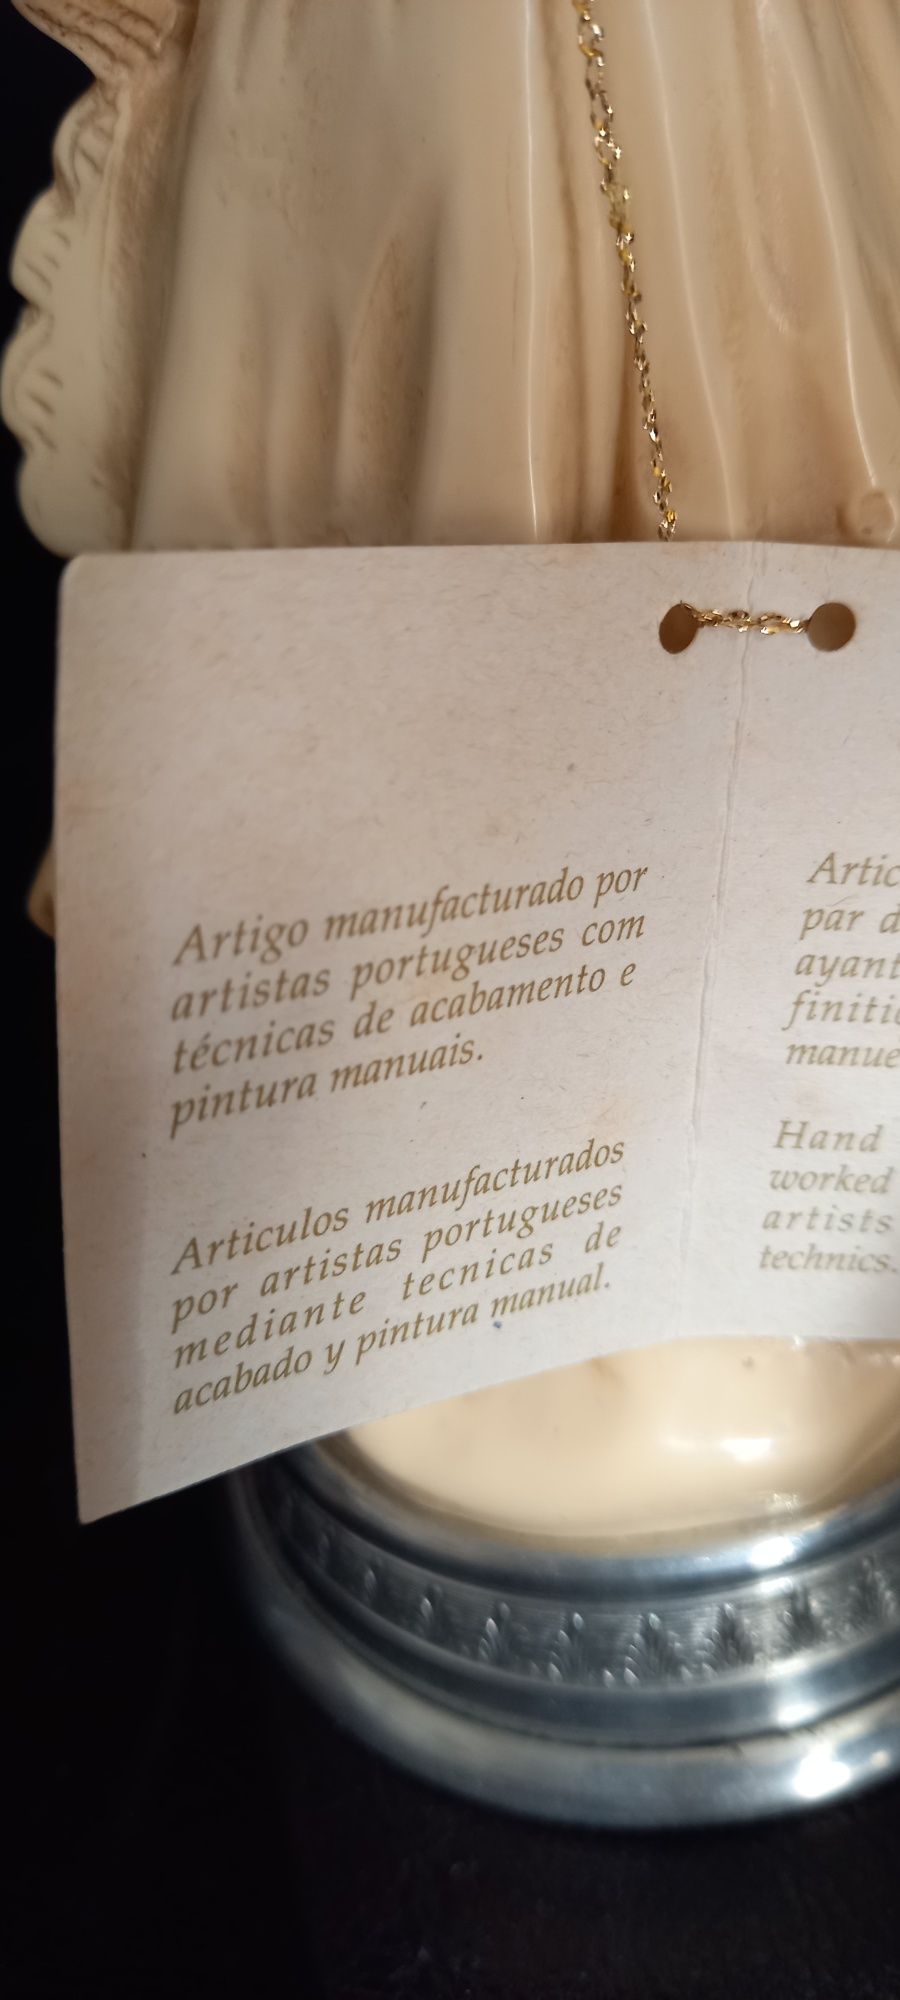 Artigo manufacturado por
artistas portugueses com
técnicas de acabamento e
pintura manuais.
Articulos manufacturados
por artistas portugueses
mediante tecnicas de
acabado y pintura manual.
par
Hand
worked
artists
technics.